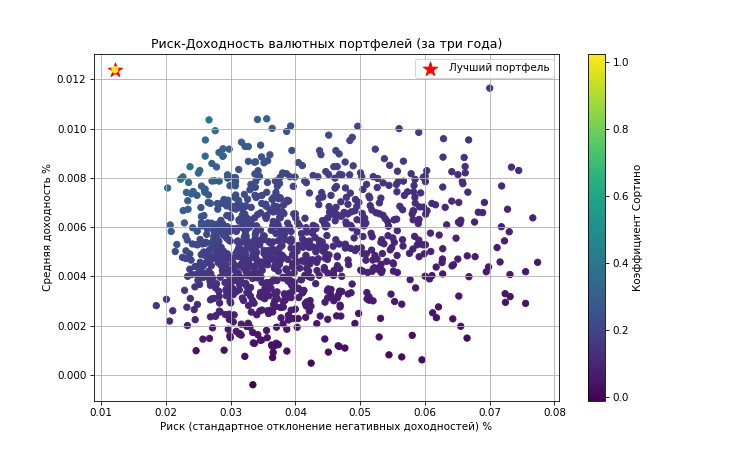 Риск-Доходность валютных портфелей (за три года)
Лучший портфель
Средняя доходность %
0.012
0.010
0.008
0.006
0.004
0.002
0.000
0.01 0.02 0.03 0.04 0.05 0.06 0.07 0.08
Риск (стандартное отклонение негативных доходностей) %
1.0
0.8
0.6
0.4
0.2
0.0
Коэффициент Сортино